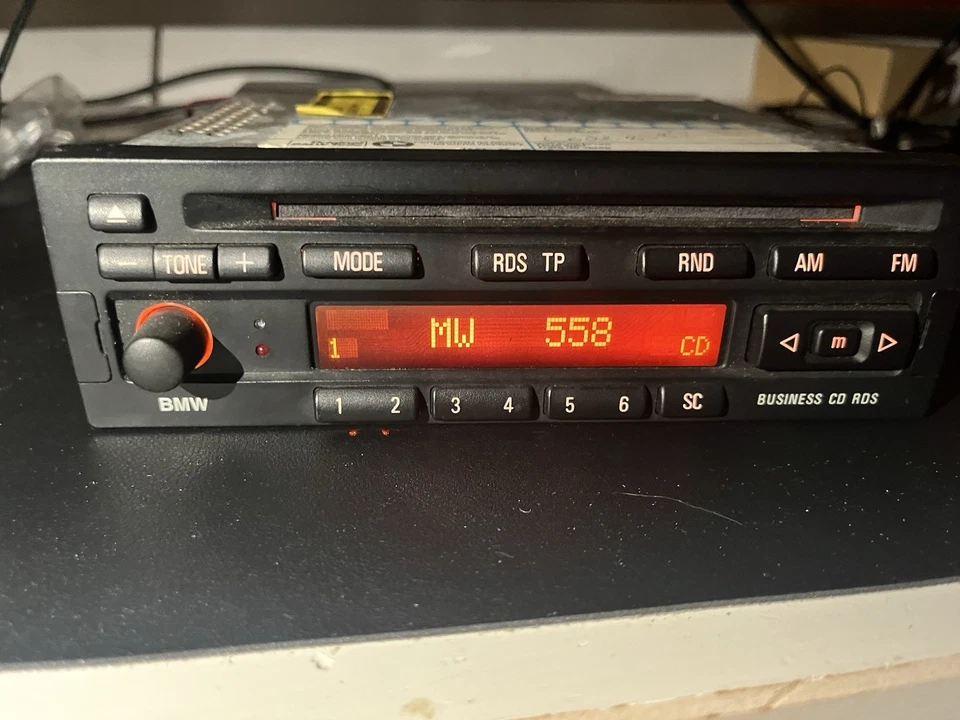 − TONE +
MODE
RDS TP
RND
AM FM
1 MW 558 CD
m
BMW
1 2 3 4 5 6 SC
BUSINESS CD RDS